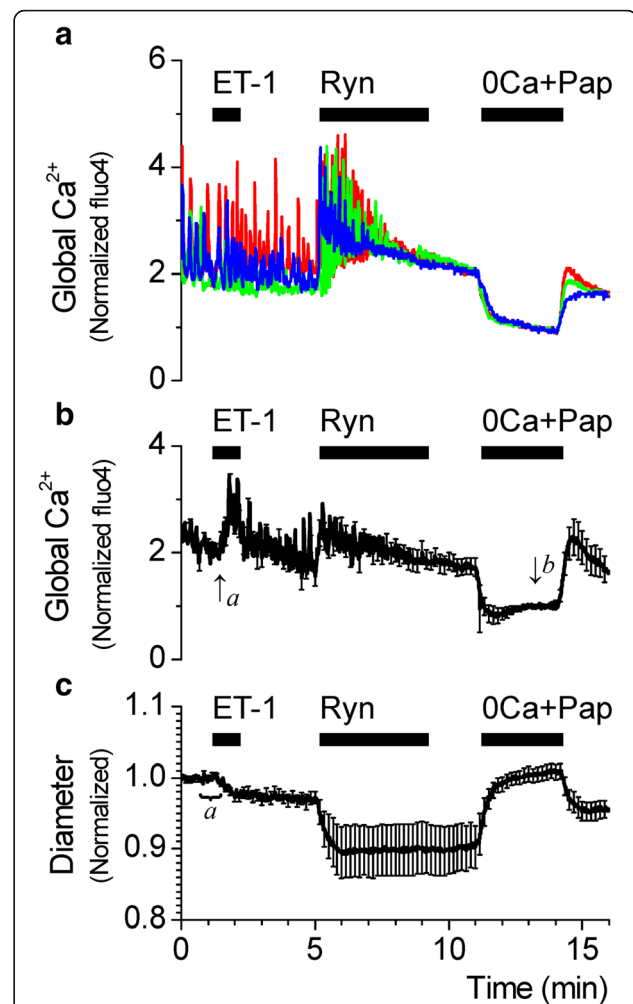 a
6
ET-1 Ryn 0Ca+Pap
4
2
0
Global Ca²⁺
(Normalized fluo4)
b
4
ET-1 Ryn 0Ca+Pap
2
0
Global Ca²⁺
(Normalized fluo4)
↑a
↓b
c
1.1
ET-1 Ryn 0Ca+Pap
1.0
0.9
0.8
Diameter
(Normalized)
a
0 5 10 15
Time (min)